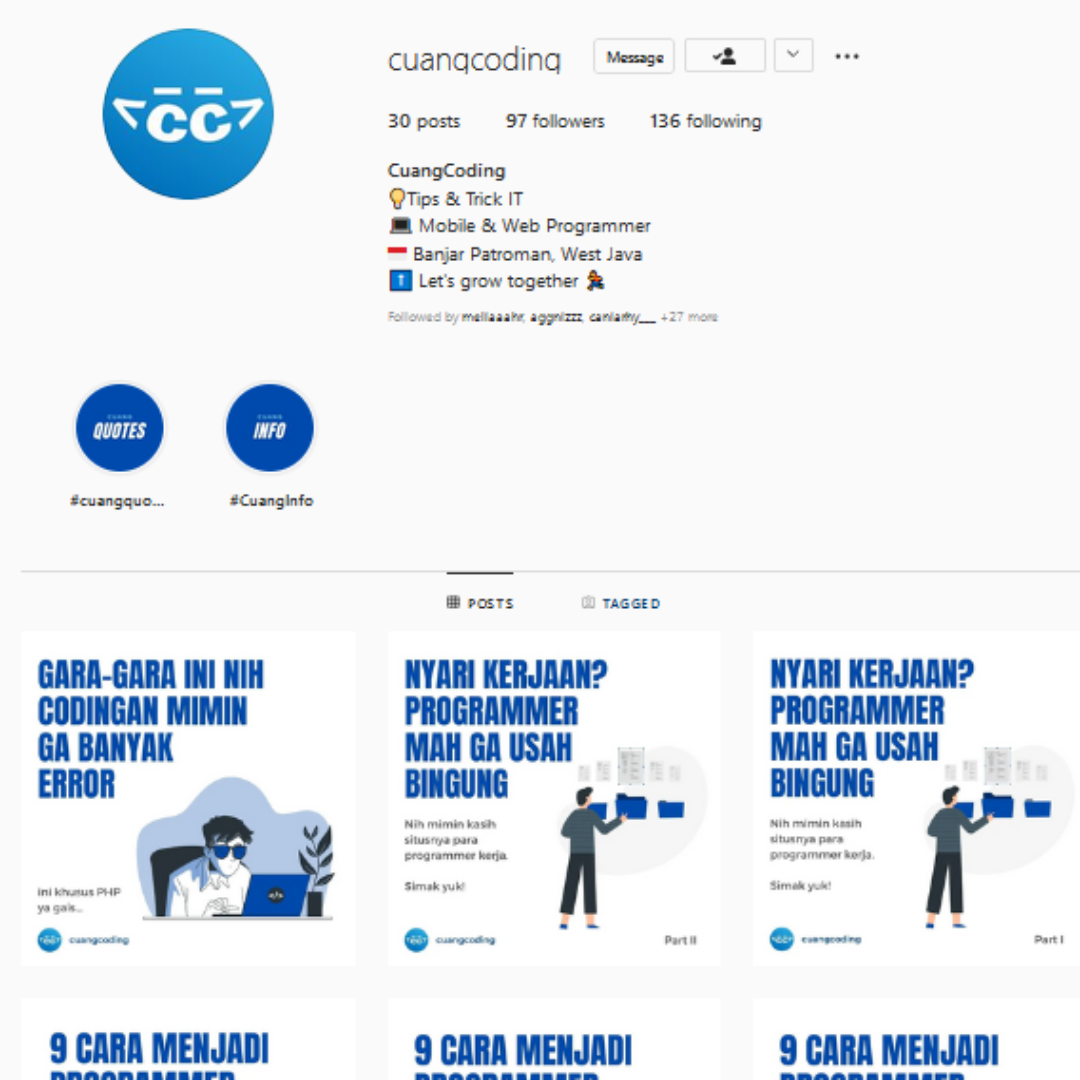 cc
cuangcoding
Message
30 posts
97 followers
136 following
CuangCoding
Tips & Trick IT
Mobile & Web Programmer
Banjar Patroman, West Java
Let's grow together
Followed by mellaaahr, aggnizzz, +27 more
CUANG
QUOTES
CUANG
INFO
#cuangquo...
#CuangInfo
POSTS
TAGGED
GARA-GARA INI NIH
CODINGAN MIMIN
GA BANYAK
ERROR
ini khusus PHP
ya gais...
cuangcoding
NYARI KERJAAN?
PROGRAMMER
MAH GA USAH
BINGUNG
Nih mimin kasih
situsnya para
programmer kerja.
Simak yuk!
cuangcoding
Part II
NYARI KERJAAN?
PROGRAMMER
MAH GA USAH
BINGUNG
Nih mimin kasih
situsnya para
programmer kerja.
Simak yuk!
cuangcoding
Part I
9 CARA MENJADI
PROGRAMMER
9 CARA MENJADI
PROGRAMMER
9 CARA MENJADI
PROGRAMMER